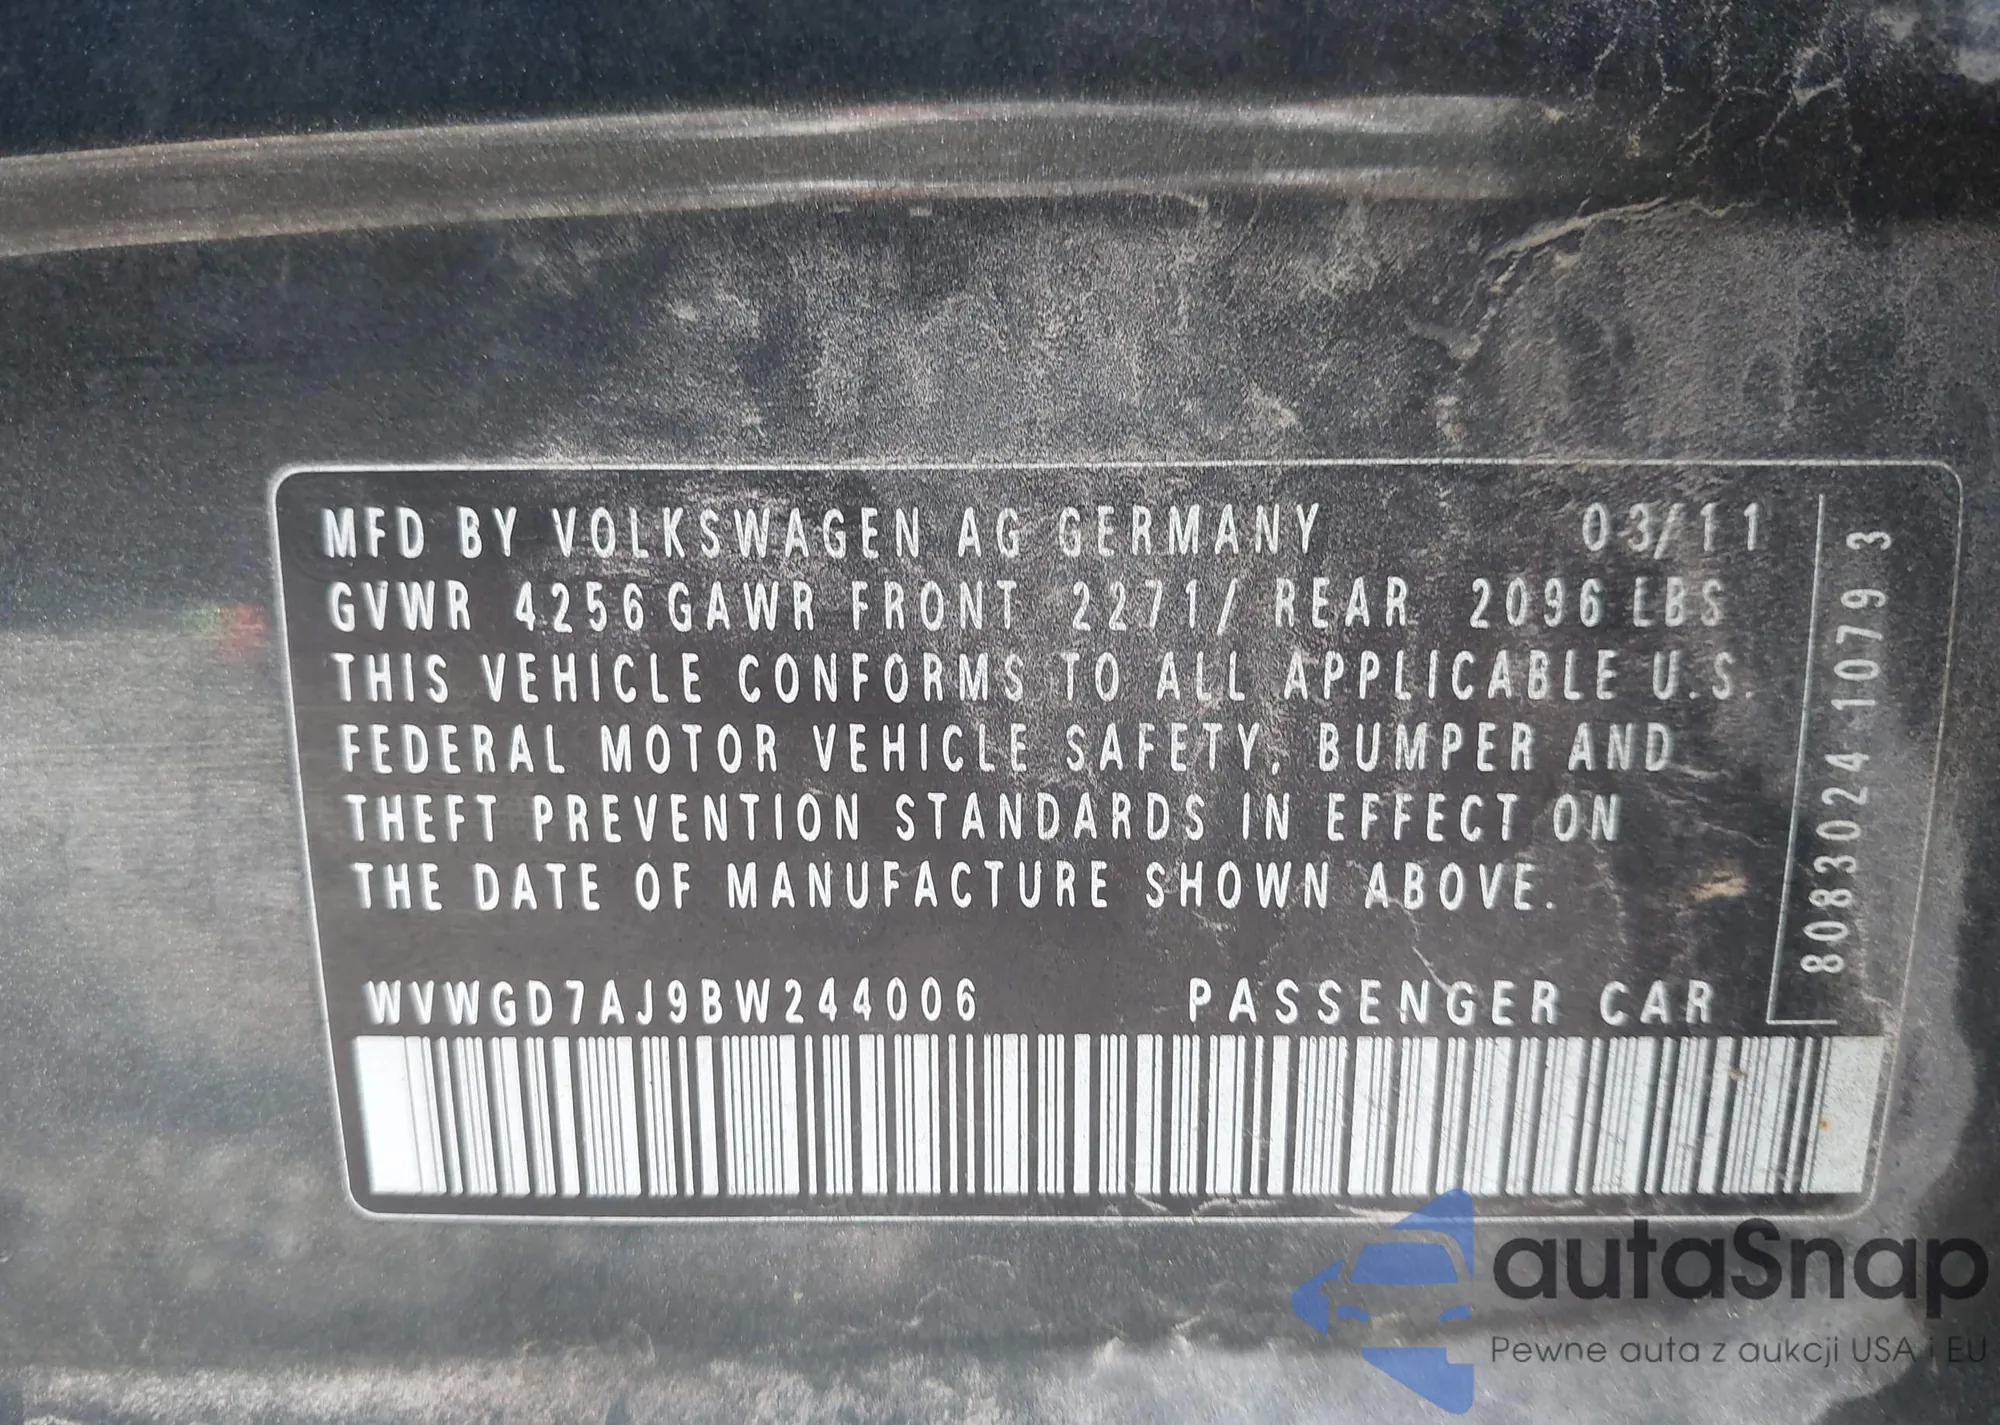 MFD BY VOLKSWAGEN AG GERMANY 03/11
GVWR 4256 GAWR FRONT 2271/ REAR 2096 LBS
THIS VEHICLE CONFORMS TO ALL APPLICABLE U.S.
FEDERAL MOTOR VEHICLE SAFETY, BUMPER AND
THEFT PREVENTION STANDARDS IN EFFECT ON
THE DATE OF MANUFACTURE SHOWN ABOVE.
WVWGD7AJ9BW244006 PASSENGER CAR
8083024 1079 3
autaSnap
Pewne auta z aukcji USA i EU